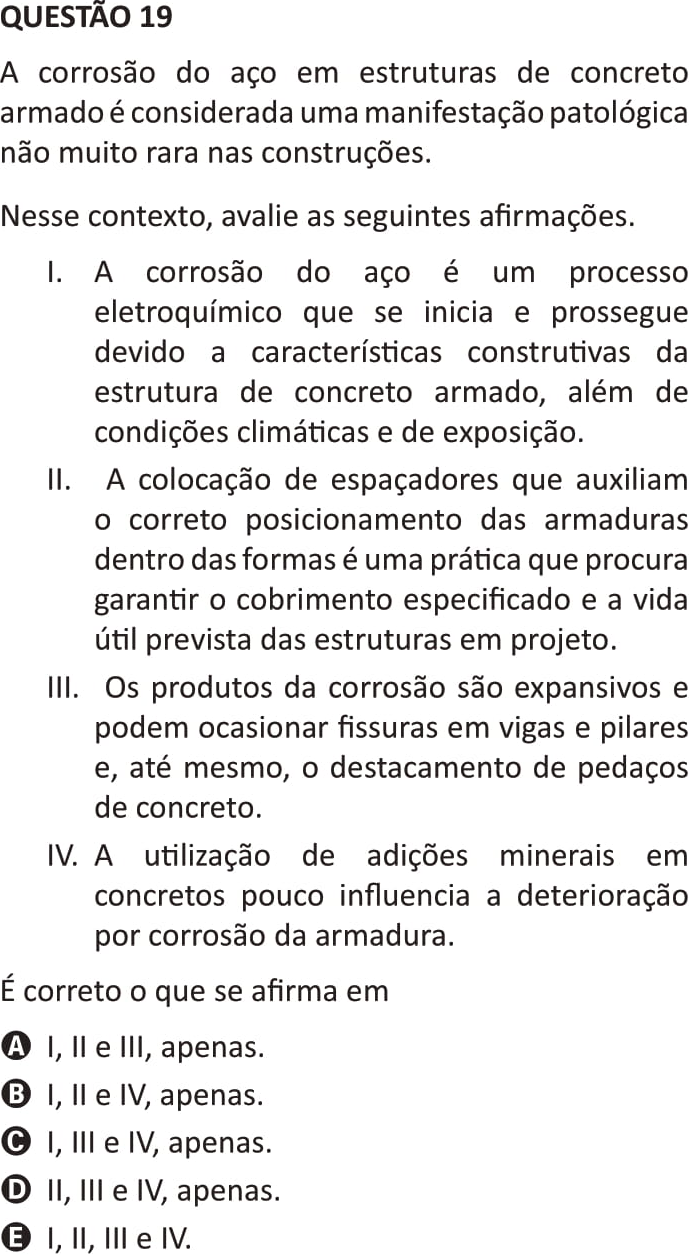 QUESTÃO 19
A corrosão do aço em estruturas de concreto
armado é considerada uma manifestação patológica
não muito rara nas construções.
Nesse contexto, avalie as seguintes afirmações.
I. A corrosão do aço é um processo
eletroquímico que se inicia e prossegue
devido a características construtivas da
estrutura de concreto armado, além de
condições climáticas e de exposição.
II. A colocação de espaçadores que auxiliam
o correto posicionamento das armaduras
dentro das formas é uma prática que procura
garantir o cobrimento especificado e a vida
útil prevista das estruturas em projeto.
III. Os produtos da corrosão são expansivos e
podem ocasionar fissuras em vigas e pilares
e, até mesmo, o destacamento de pedaços
de concreto.
IV. A utilização de adições minerais em
concretos pouco influencia a deterioração
por corrosão da armadura.
É correto o que se afirma em
A I, II e III, apenas.
B I, II e IV, apenas.
C I, III e IV, apenas.
D II, III e IV, apenas.
E I, II, III e IV.